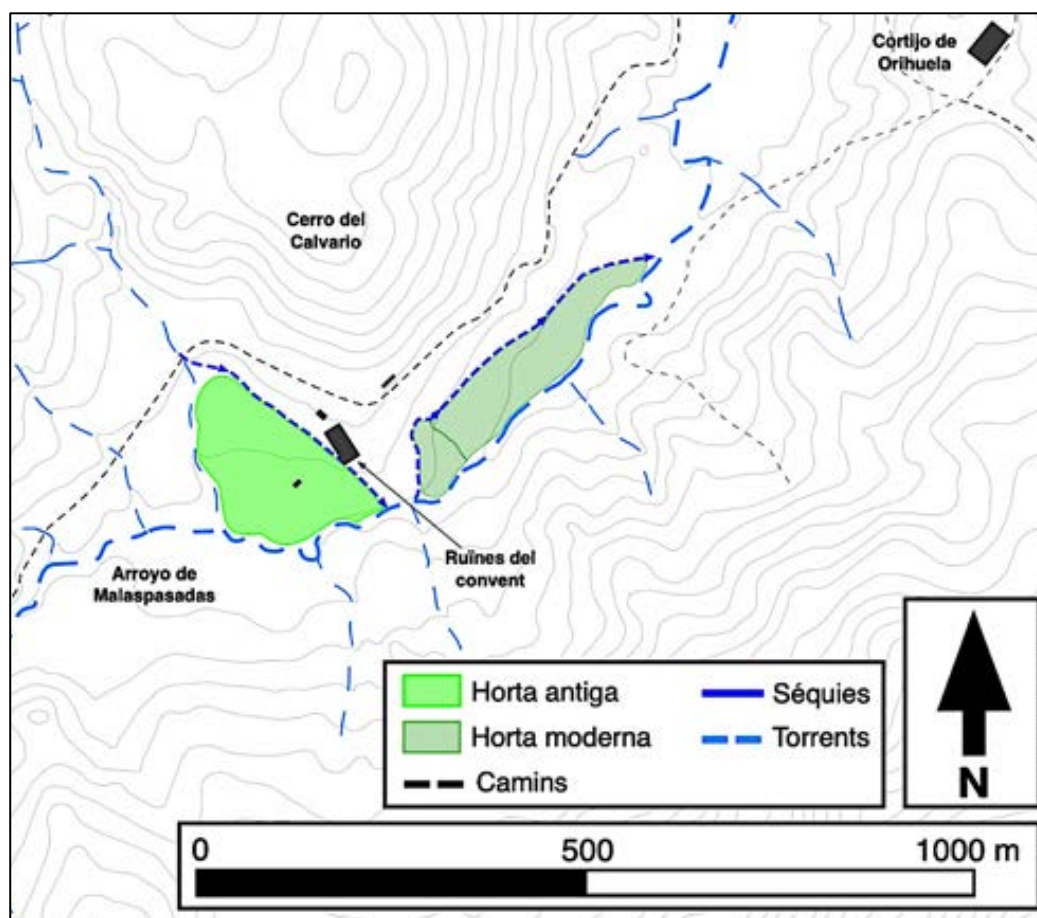 Cortijo de
Orihuela
Cerro del
Calvario
Ruïnes del
convent
Arroyo de
Malaspasadas
Horta antiga
Séquies
Horta moderna
Torrents
Camins
N
0 500 1000 m